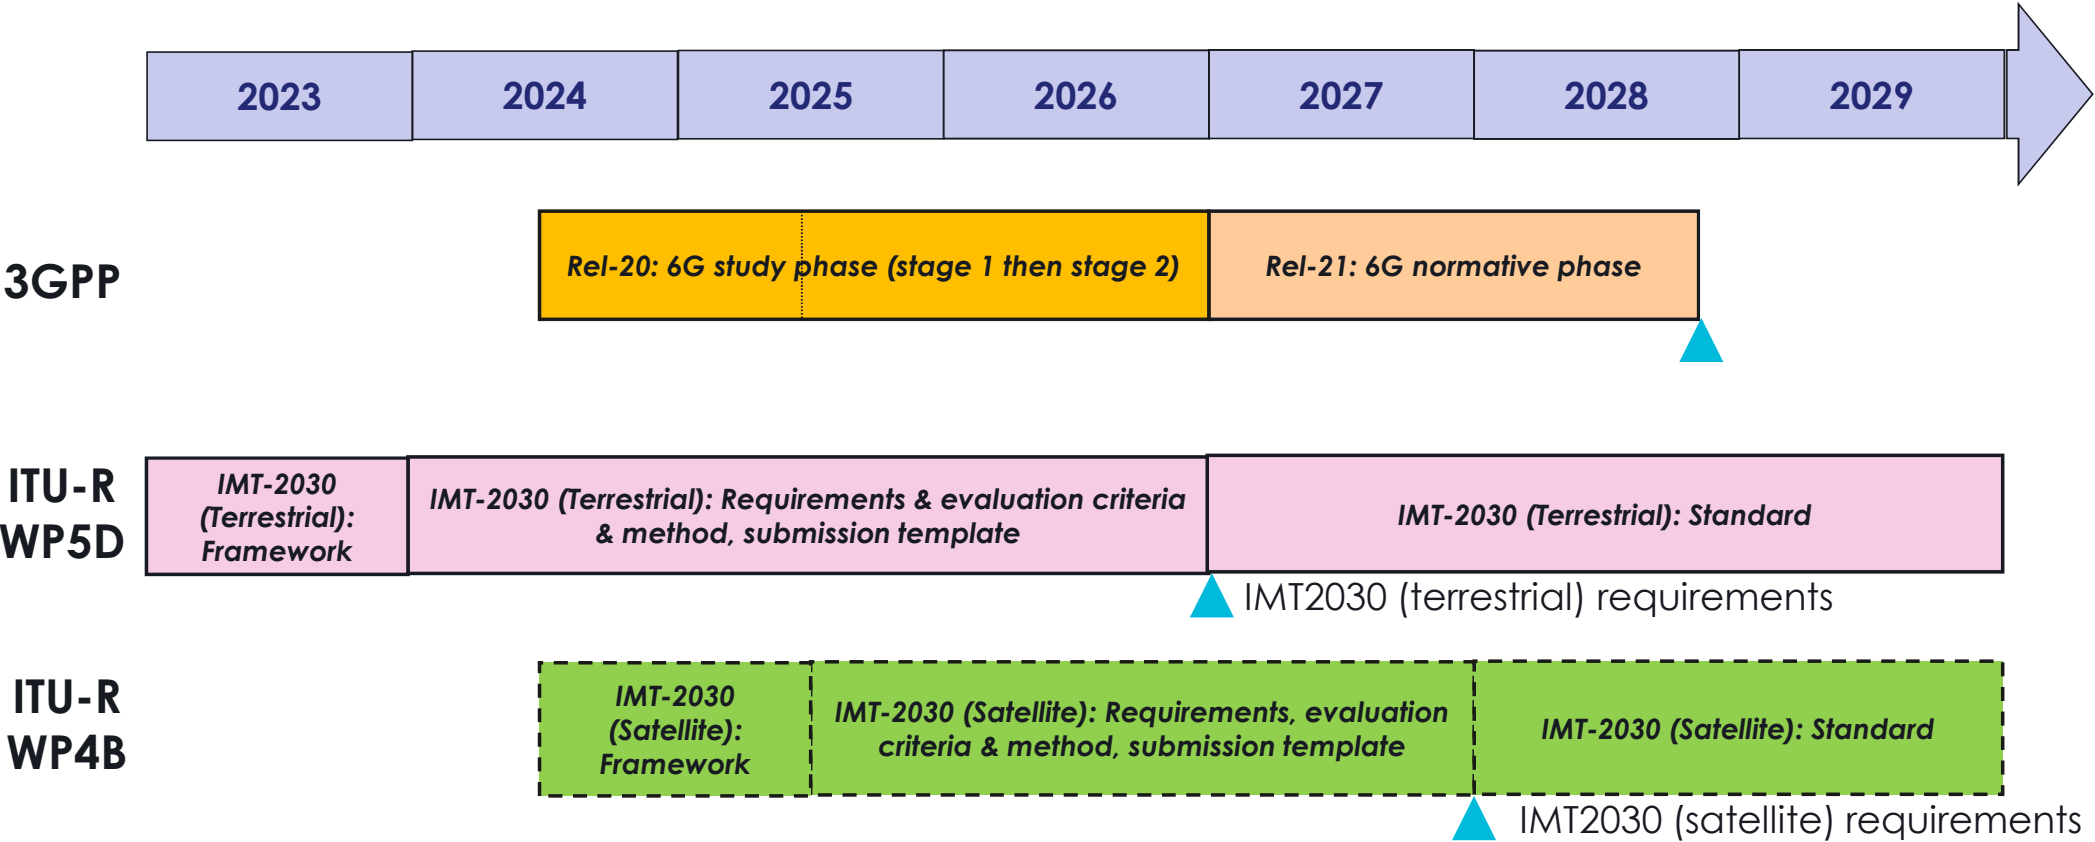 2023
2024
2025
2026
2027
2028
2029
3GPP
Rel-20: 6G study phase (stage 1 then stage 2)
Rel-21: 6G normative phase
ITU-R
WP5D
IMT-2030
(Terrestrial):
Framework
IMT-2030 (Terrestrial): Requirements & evaluation criteria
& method, submission template
IMT-2030 (Terrestrial): Standard
IMT2030 (terrestrial) requirements
ITU-R
WP4B
IMT-2030
(Satellite):
Framework
IMT-2030 (Satellite): Requirements, evaluation
criteria & method, submission template
IMT-2030 (Satellite): Standard
IMT2030 (satellite) requirements